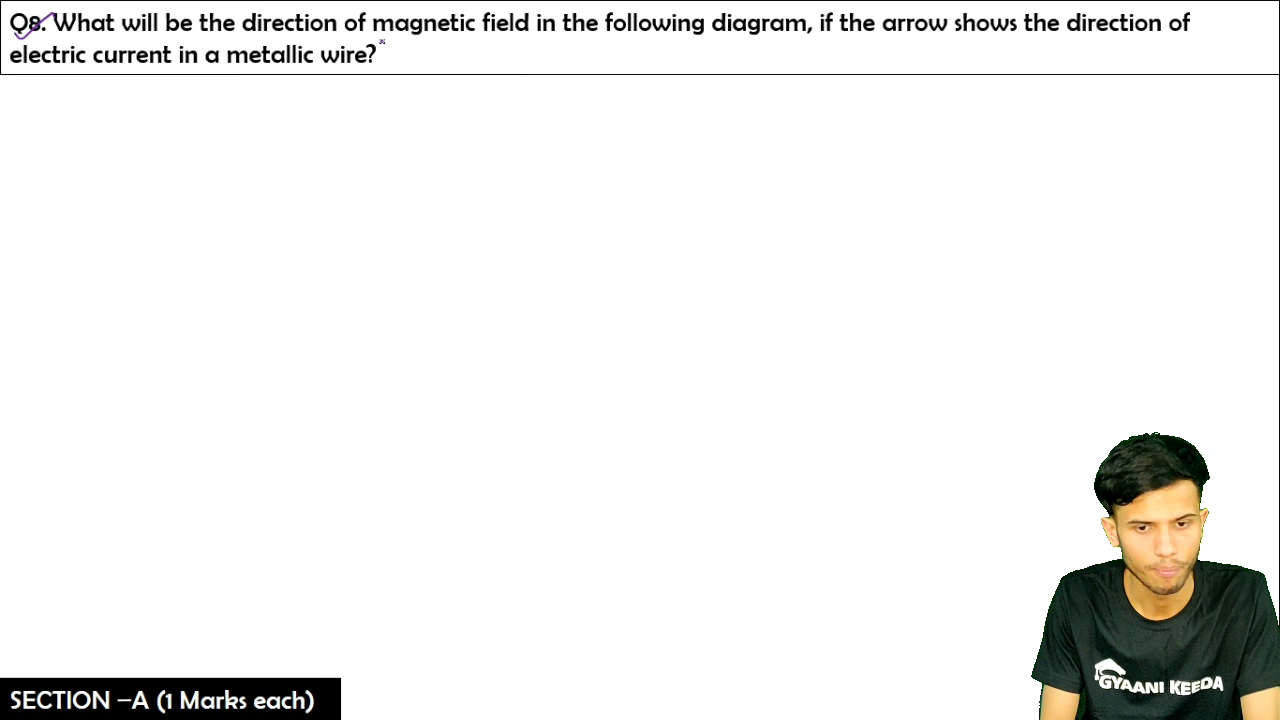 Q8. What will be the direction of magnetic field in the following diagram, if the arrow shows the direction of
electric current in a metallic wire?
GYAANI KEEDA
SECTION –A (1 Marks each)